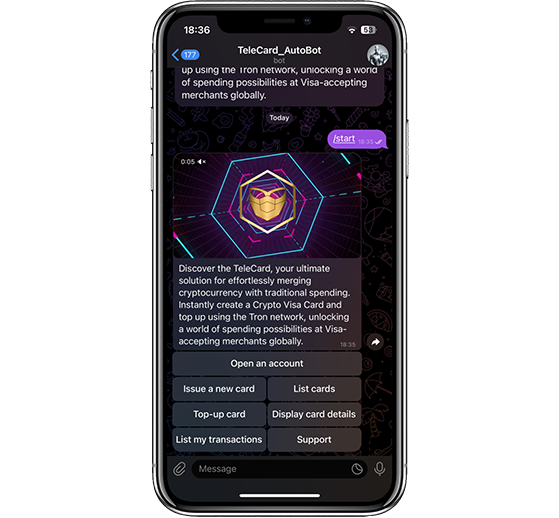 18:36
59
177
TeleCard_AutoBot
bot
up using the Tron network, unlocking a world
of spending possibilities at Visa-accepting
merchants globally.
Today
/start 18:35
0:05
Discover the TeleCard, your ultimate
solution for effortlessly merging
cryptocurrency with traditional spending.
Instantly create a Crypto Visa Card and
top up using the Tron network, unlocking
a world of spending possibilities at Visa-
accepting merchants globally.
18:35
Open an account
Issue a new card
List cards
Top-up card
Display card details
List my transactions
Support
Message